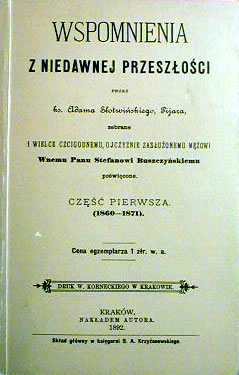 WSPOMNIENIA
Z NIEDAWNEJ PRZESZŁOŚCI
PRZEZ
ks. Adama Słotwińskiego, Pijara,
zebrane
I WIELCE CZCIGODNEMU, OJCZYŹNIE ZASŁUŻONEMU MĘŻOWI
Wnemu Panu Stefanowi Buszczyńskiemu
poświęcone.
CZĘŚĆ PIERWSZA.
(1860—1871).
Cena egzemplarza 1 złr. w. a.
DRUK W. KORNECKIEGO W KRAKOWIE.
KRAKÓW,
NAKŁADEM AUTORA.
1892.
Skład główny w księgarni S. A. Krzyżanowskiego.